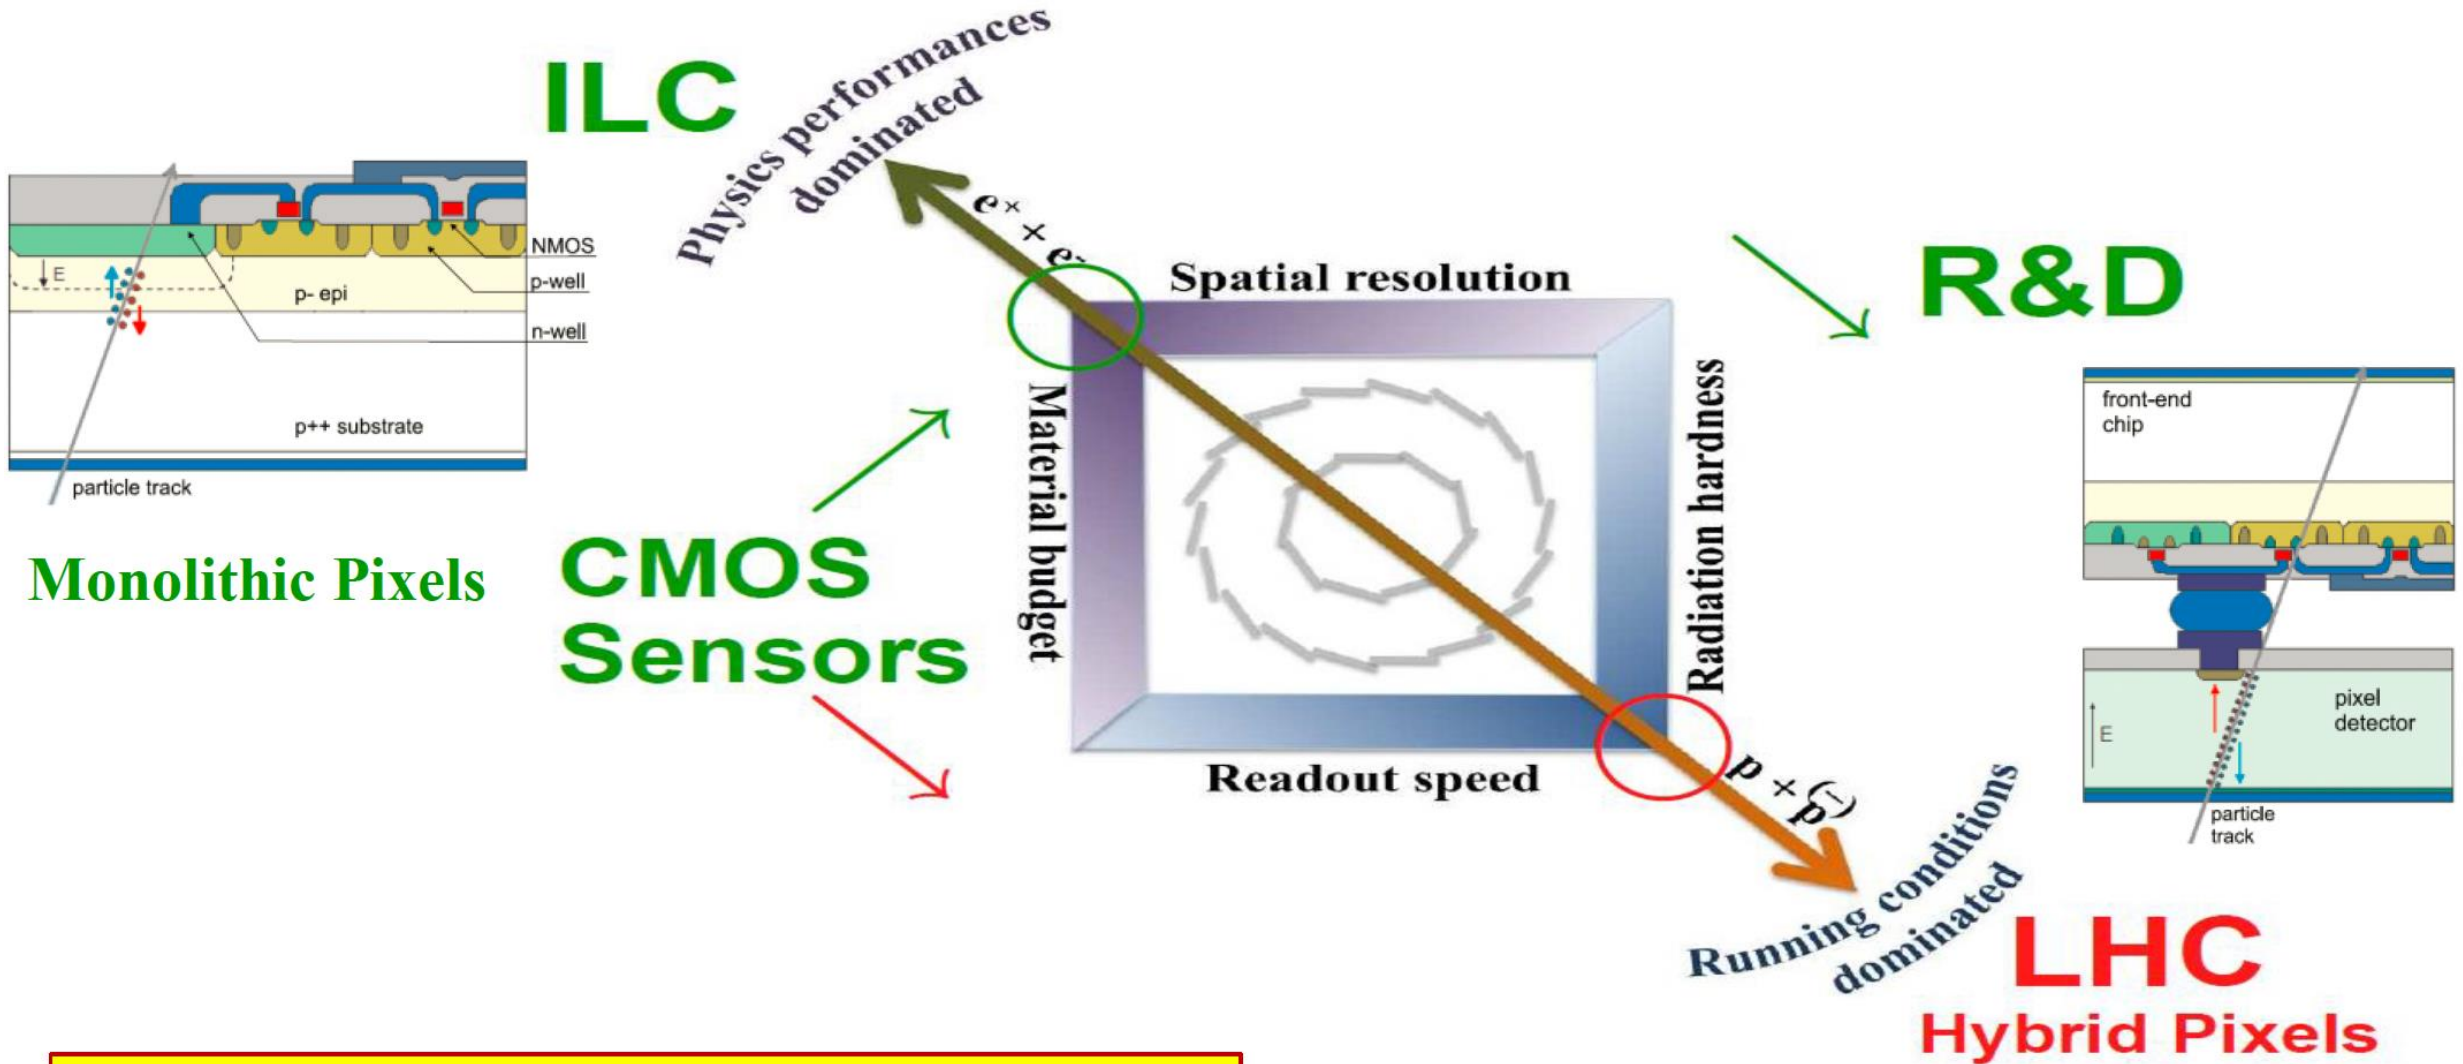 ILC
Physics performances
dominated
e× × e-
NMOS
p-well
n-well
E
p- epi
p++ substrate
particle track
Monolithic Pixels
CMOS
Sensors
Spatial resolution
Material budget
Radiation hardness
Readout speed
R&D
front-end
chip
pixel
detector
E
particle
track
p + (-)p
Running conditions
dominated
LHC
Hybrid Pixels